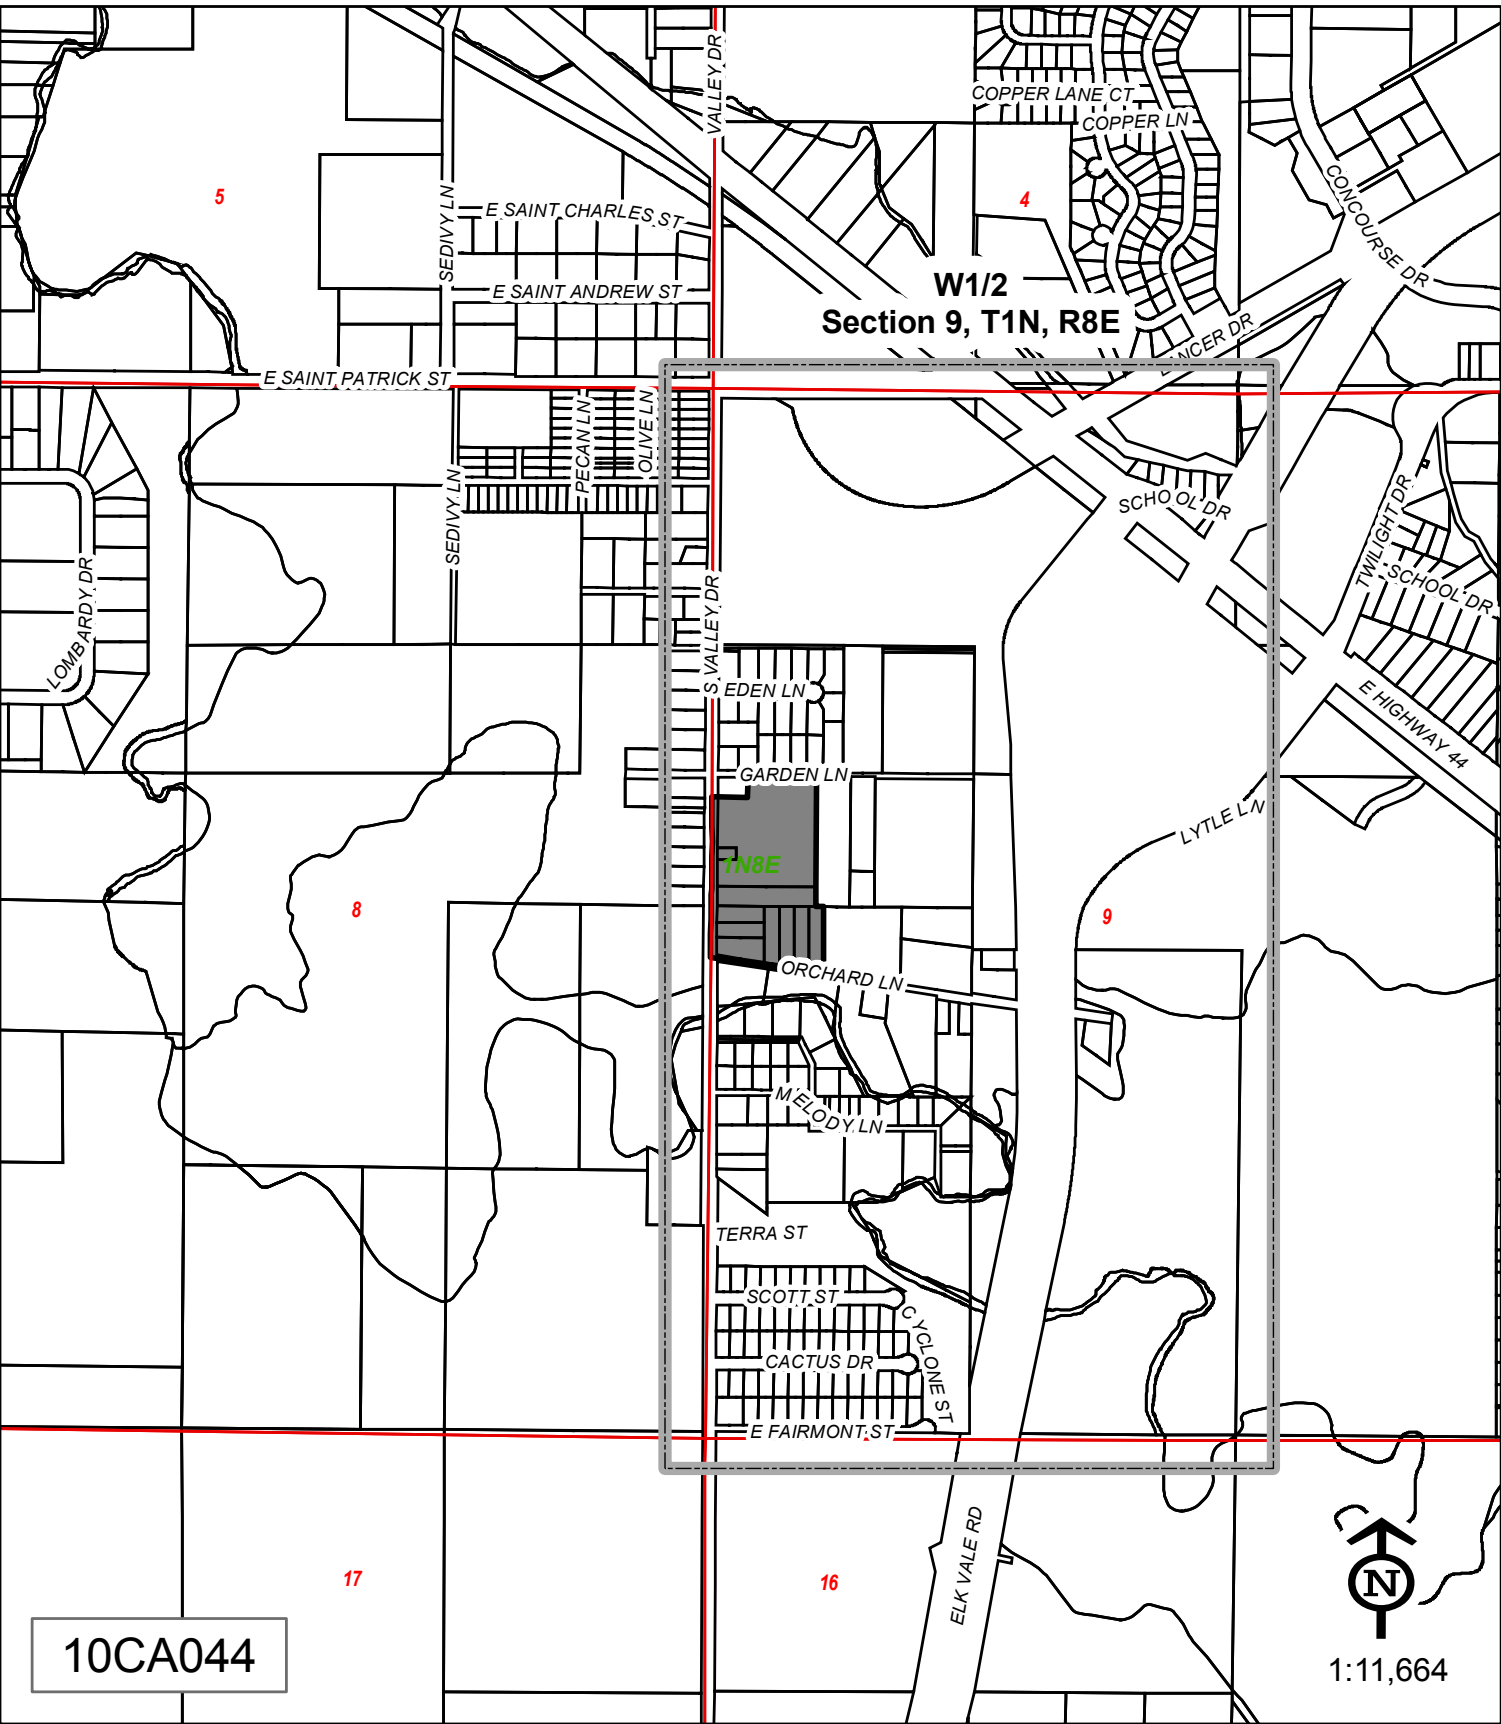 VALLEY DR
COPPER LANE CT
COPPER LN
CONCOURSE DR
5
4
SEDIVY LN
E SAINT CHARLES ST
E SAINT ANDREW ST
W1/2
Section 9, T1N, R8E
NCER DR
E SAINT PATRICK ST
PECAN LN
OLIVE LN
SEDIVY LN
SCHOOL DR
TWILIGHT DR
SCHOOL DR
LOMBARDY DR
S VALLEY DR
EDEN LN
E HIGHWAY 44
GARDEN LN
LYTLE LN
1N8E
8
9
ORCHARD LN
MELODY LN
TERRA ST
SCOTT ST
CYCLONE ST
CACTUS DR
E FAIRMONT ST
ELK VALE RD
17
16
N
10CA044
1:11,664